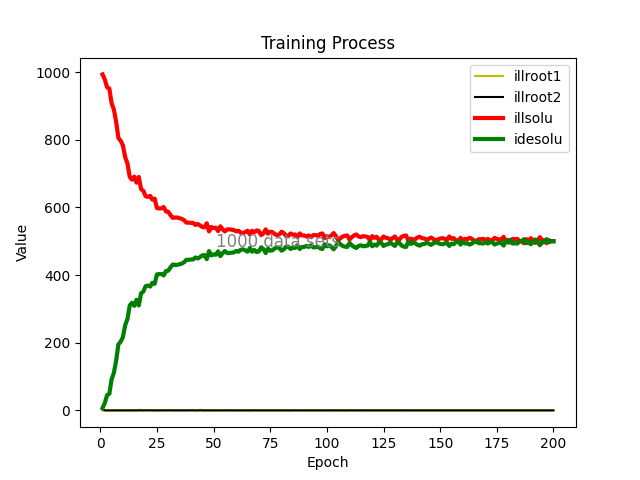 Training Process
1000
800
600
400
200
0
Value
illroot1
illroot2
illsolu
idesolu
1000 data sets
0
25
50
75
100
125
150
175
200
Epoch